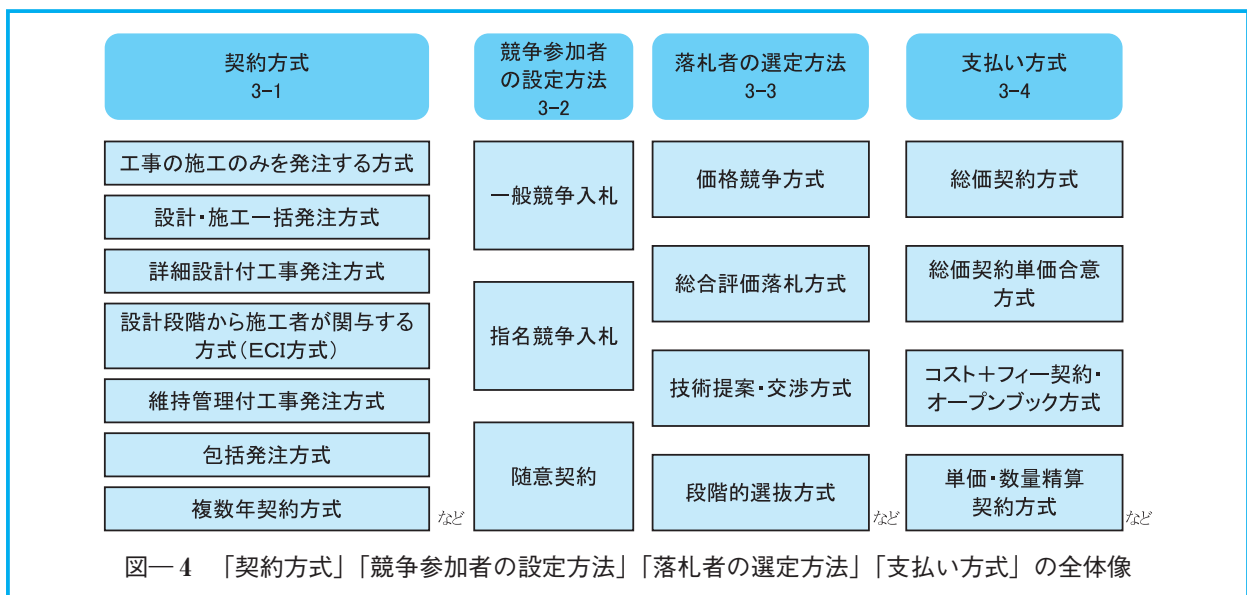 契約方式
3-1
工事の施工のみを発注する方式
設計・施工一括発注方式
詳細設計付工事発注方式
設計段階から施工者が関与する
方式(ECI方式)
維持管理付工事発注方式
包括発注方式
複数年契約方式
など
競争参加者
の設定方法
3-2
一般競争入札
指名競争入札
随意契約
落札者の選定方法
3-3
価格競争方式
総合評価落札方式
技術提案・交渉方式
段階的選抜方式
など
支払い方式
3-4
総価契約方式
総価契約単価合意
方式
コスト+フィー契約・
オープンブック方式
単価・数量精算
契約方式
など
図―4 「契約方式」「競争参加者の設定方法」「落札者の選定方法」「支払い方式」の全体像